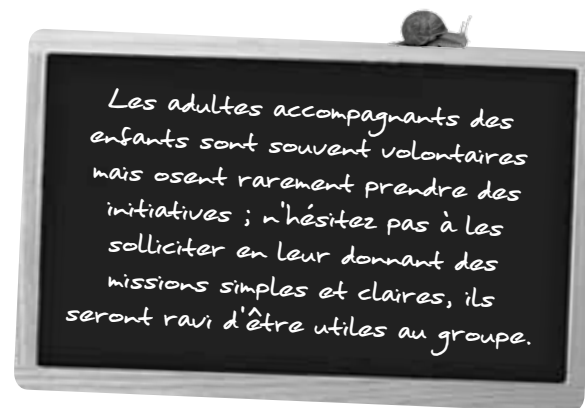 Les adultes accompagnants des
enfants sont souvent volontaires
mais osent rarement prendre des
initiatives ; n'hésitez pas à les
solliciter en leur donnant des
missions simples et claires, ils
seront ravi d'être utiles au groupe.